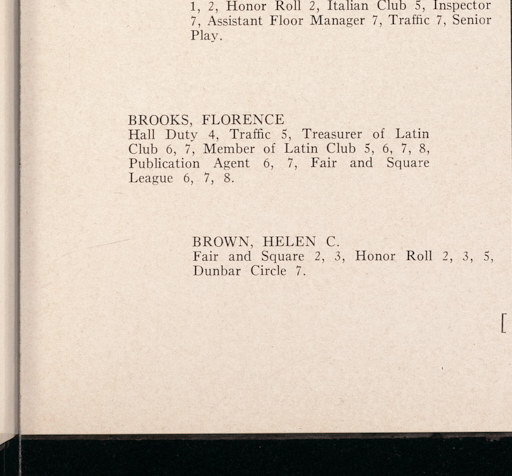 1, 2, Honor Roll 2, Italian Club 5, Inspector
7, Assistant Floor Manager 7, Traffic 7, Senior
Play.
BROOKS, FLORENCE
Hall Duty 4, Traffic 5, Treasurer of Latin
Club 6, 7, Member of Latin Club 5, 6, 7, 8,
Publication Agent 6, 7, Fair and Square
League 6, 7, 8.
BROWN, HELEN C.
Fair and Square 2, 3, Honor Roll 2, 3, 5,
Dunbar Circle 7.
[